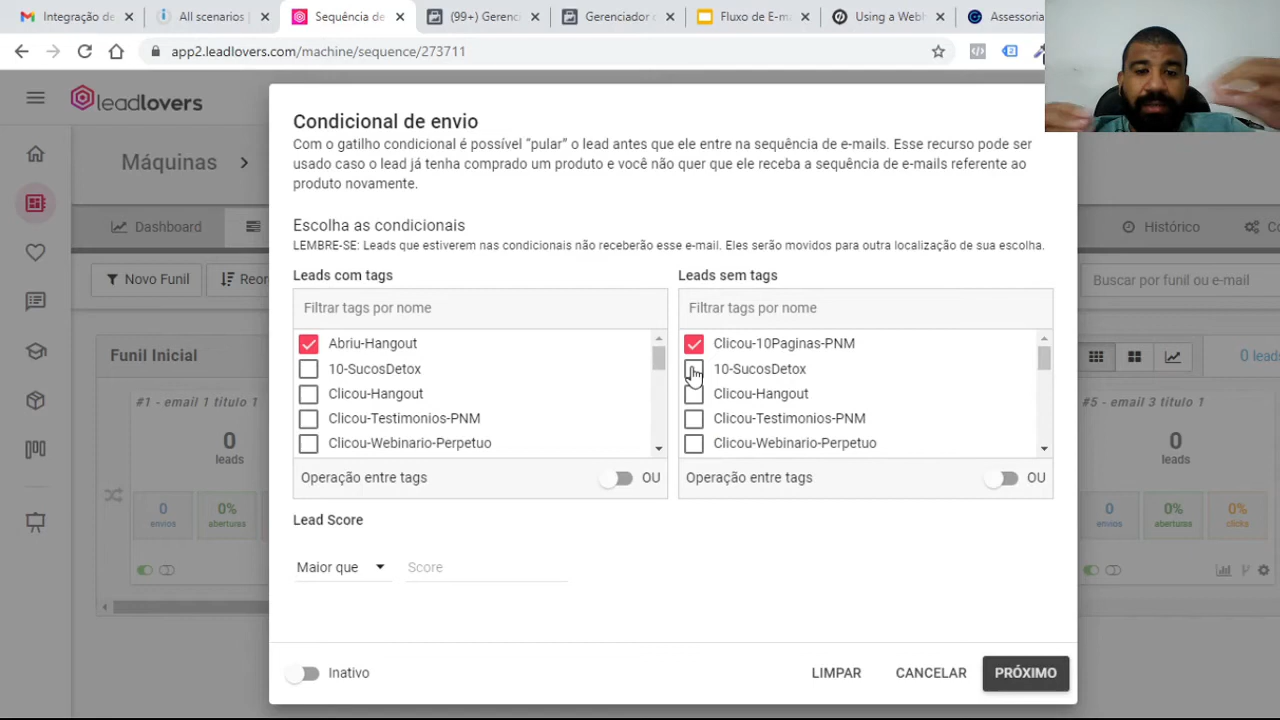 Integração de
All scenarios
Sequência de
(99+) Gerenc
Gerenciador c
Fluxo de E-m
Using a Webl
Assessoria
app2.leadlovers.com/machine/sequence/273711
leadlovers
Máquinas
Dashboard
Histórico
Co
Novo Funil
Reor
Buscar por funil ou e-mail
Funil Inicial
0 leads
#1 - email 1 titulo 1
0
leads
0
envios
0%
aberturas
#5 - email 3 titulo 1
0
leads
0
envios
0%
aberturas
0%
clicks
Condicional de envio
Com o gatilho condicional é possível “pular” o lead antes que ele entre na sequência de e-mails. Esse recurso pode ser
usado caso o lead já tenha comprado um produto e você não quer que ele receba a sequência de e-mails referente ao
produto novamente.
Escolha as condicionais
LEMBRE-SE: Leads que estiverem nas condicionais não receberão esse e-mail. Eles serão movidos para outra localização de sua escolha.
Leads com tags
Filtrar tags por nome
Abriu-Hangout
10-SucosDetox
Clicou-Hangout
Clicou-Testimonios-PNM
Clicou-Webinario-Perpetuo
Operação entre tags
OU
Leads sem tags
Filtrar tags por nome
Clicou-10Paginas-PNM
10-SucosDetox
Clicou-Hangout
Clicou-Testimonios-PNM
Clicou-Webinario-Perpetuo
Operação entre tags
OU
Lead Score
Maior que
Score
Inativo
LIMPAR
CANCELAR
PRÓXIMO